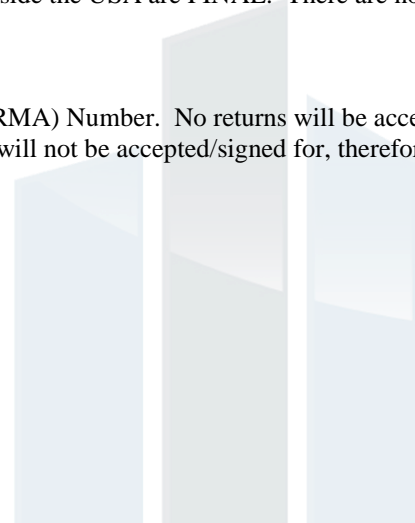 side the USA are FINAL. There are no
RMA) Number. No returns will be acce
will not be accepted/signed for, therefor